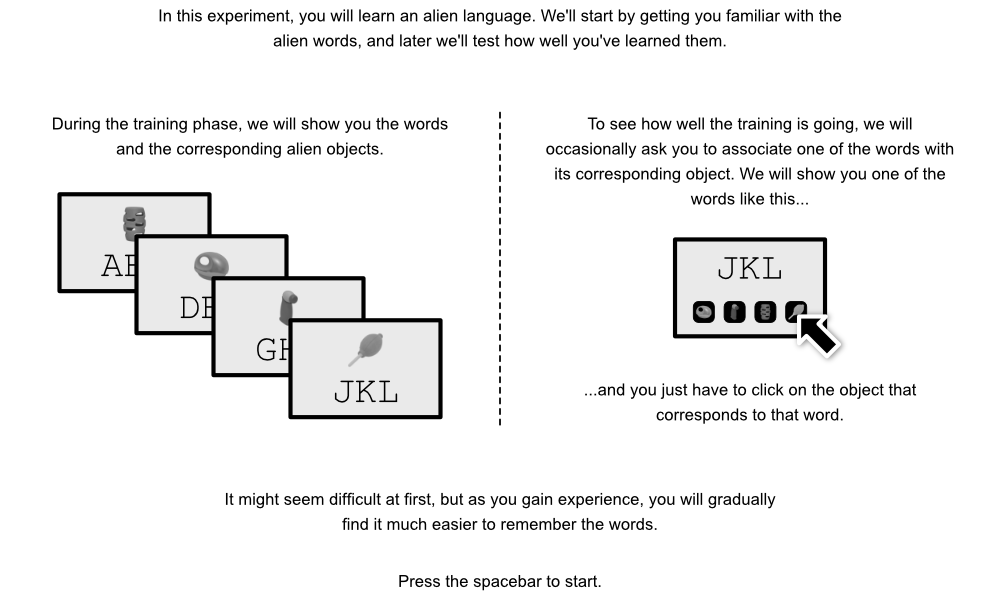 In this experiment, you will learn an alien language. We'll start by getting you familiar with the
alien words, and later we'll test how well you've learned them.
During the training phase, we will show you the words
and the corresponding alien objects.
AB
DE
GH
JKL
To see how well the training is going, we will
occasionally ask you to associate one of the words with
its corresponding object. We will show you one of the
words like this...
JKL
...and you just have to click on the object that
corresponds to that word.
It might seem difficult at first, but as you gain experience, you will gradually
find it much easier to remember the words.
Press the spacebar to start.